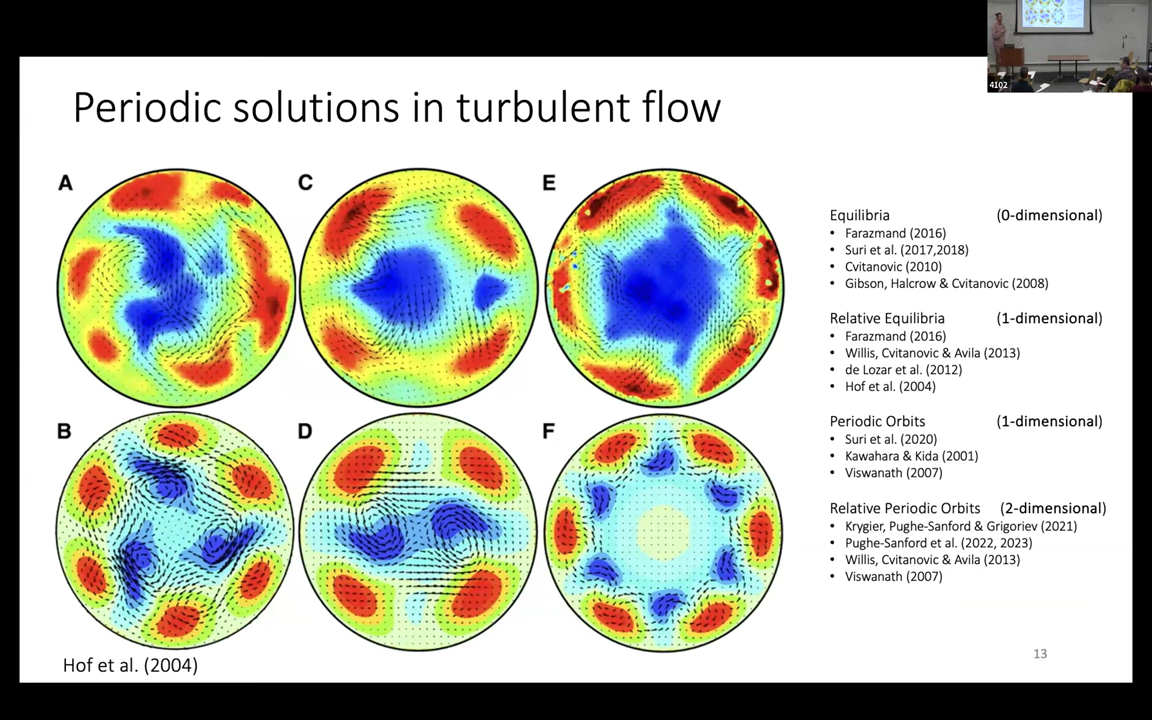 4102
Periodic solutions in turbulent flow
A
C
E
B
D
F
Hof et al. (2004)
Equilibria (0-dimensional)
• Farazmand (2016)
• Suri et al. (2017,2018)
• Cvitanovic (2010)
• Gibson, Halcrow & Cvitanovic (2008)
Relative Equilibria (1-dimensional)
• Farazmand (2016)
• Willis, Cvitanovic & Avila (2013)
• de Lozar et al. (2012)
• Hof et al. (2004)
Periodic Orbits (1-dimensional)
• Suri et al. (2020)
• Kawahara & Kida (2001)
• Viswanath (2007)
Relative Periodic Orbits (2-dimensional)
• Krygier, Pughe-Sanford & Grigoriev (2021)
• Pughe-Sanford et al. (2022, 2023)
• Willis, Cvitanovic & Avila (2013)
• Viswanath (2007)
13